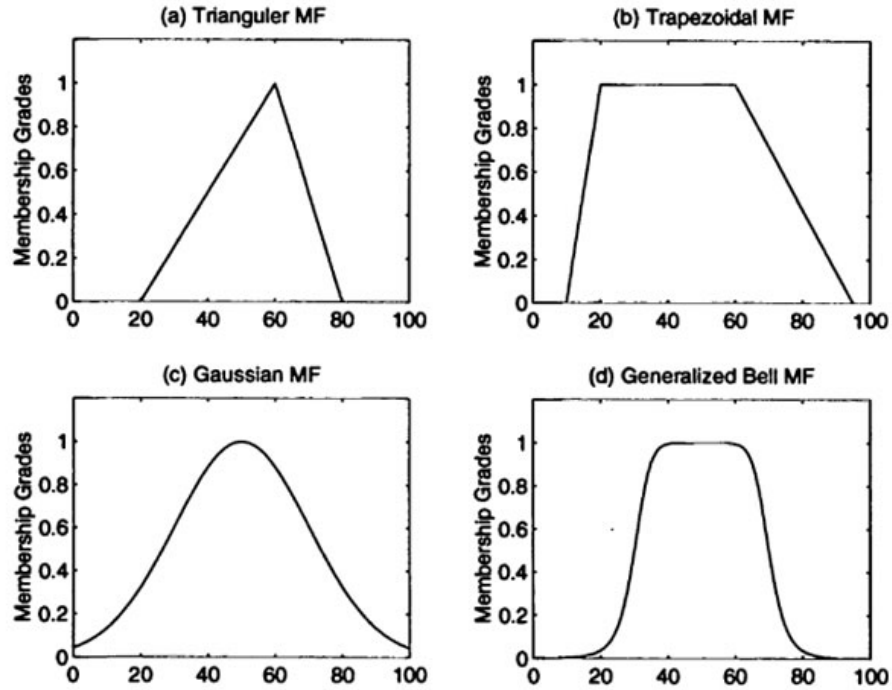 (a) Trianguler MF
Membership Grades
1
0.8
0.6
0.4
0.2
0
0 20 40 60 80 100
(b) Trapezoidal MF
Membership Grades
1
0.8
0.6
0.4
0.2
0
0 20 40 60 80 100
(c) Gaussian MF
Membership Grades
1
0.8
0.6
0.4
0.2
0
0 20 40 60 80 100
(d) Generalized Bell MF
Membership Grades
1
0.8
0.6
0.4
0.2
0
0 20 40 60 80 100